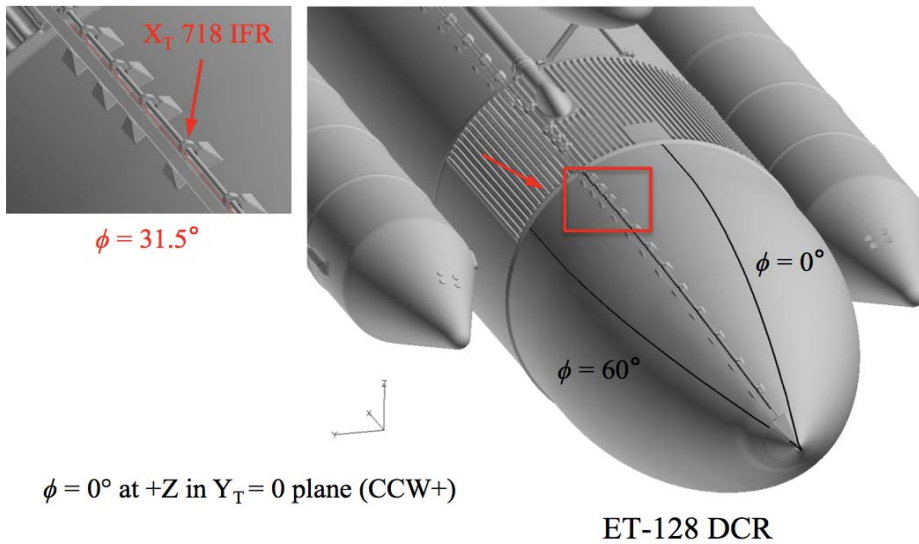 X_T 718 IFR
ϕ = 31.5°
ϕ = 0°
ϕ = 60°
Z
X
Y
ϕ = 0° at +Z in Y_T = 0 plane (CCW+)
ET-128 DCR